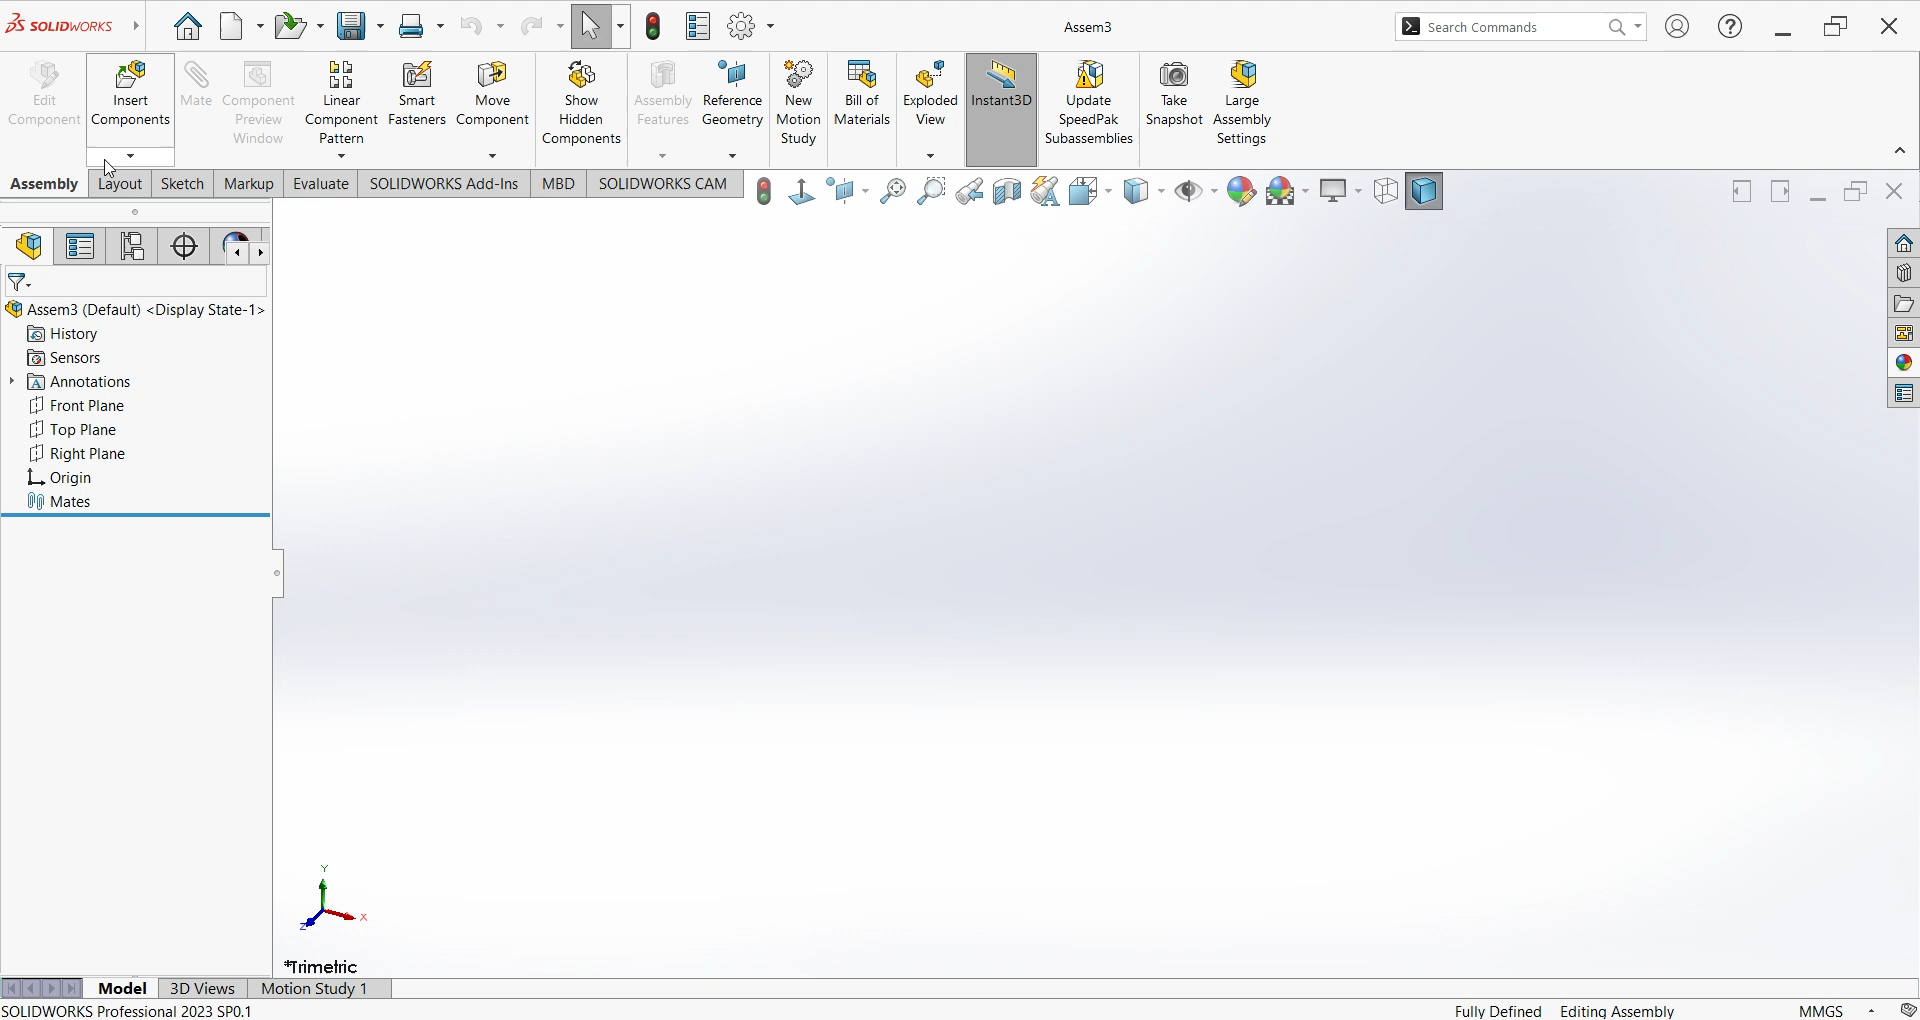 SOLIDWORKS
Assem3
Search Commands
Edit Component
Insert Components
Mate
Component Preview Window
Linear Component Pattern
Smart Fasteners
Move Component
Show Hidden Components
Assembly Features
Reference Geometry
New Motion Study
Bill of Materials
Exploded View
Instant3D
Update SpeedPak Subassemblies
Take Snapshot
Large Assembly Settings
Assembly
Layout
Sketch
Markup
Evaluate
SOLIDWORKS Add-Ins
MBD
SOLIDWORKS CAM
Assem3 (Default) <Display State-1>
History
Sensors
Annotations
Front Plane
Top Plane
Right Plane
Origin
Mates
Y
X
Z
*Trimetric
Model
3D Views
Motion Study 1
SOLIDWORKS Professional 2023 SP0.1
Fully Defined
Editing Assembly
MMGS